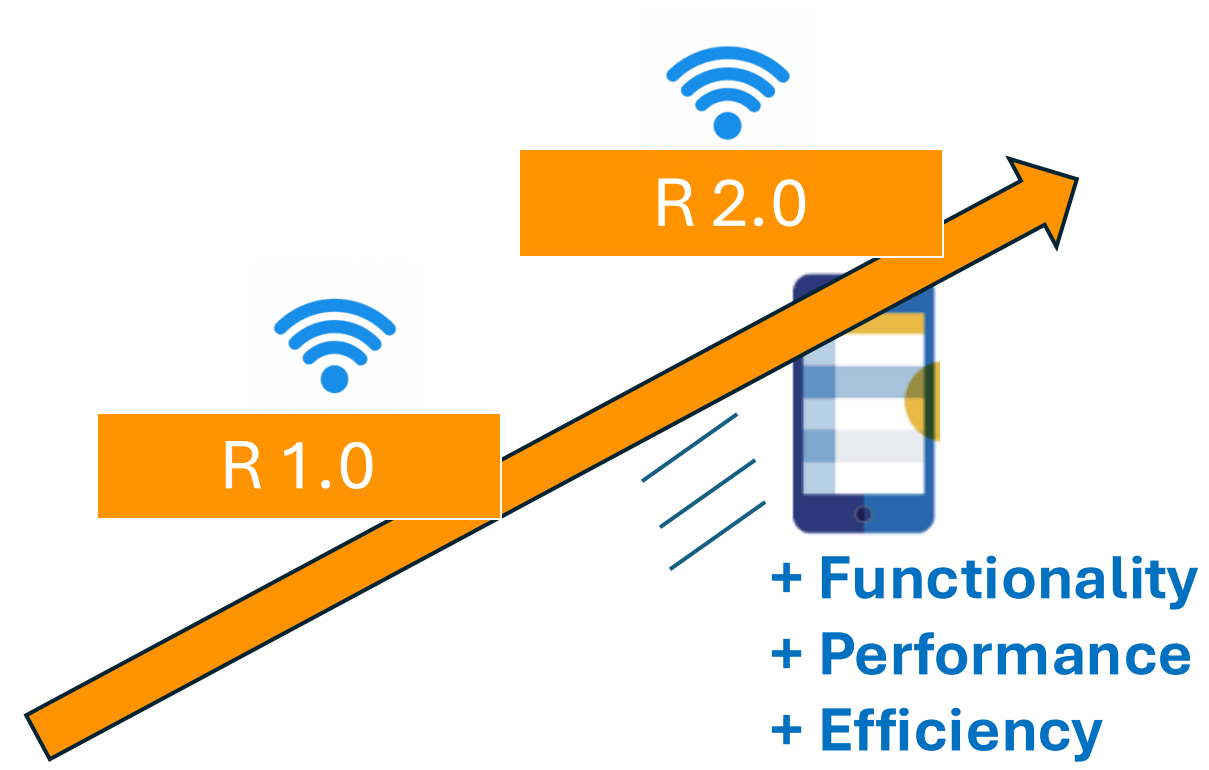 R 2.0
R 1.0
+ Functionality
+ Performance
+ Efficiency